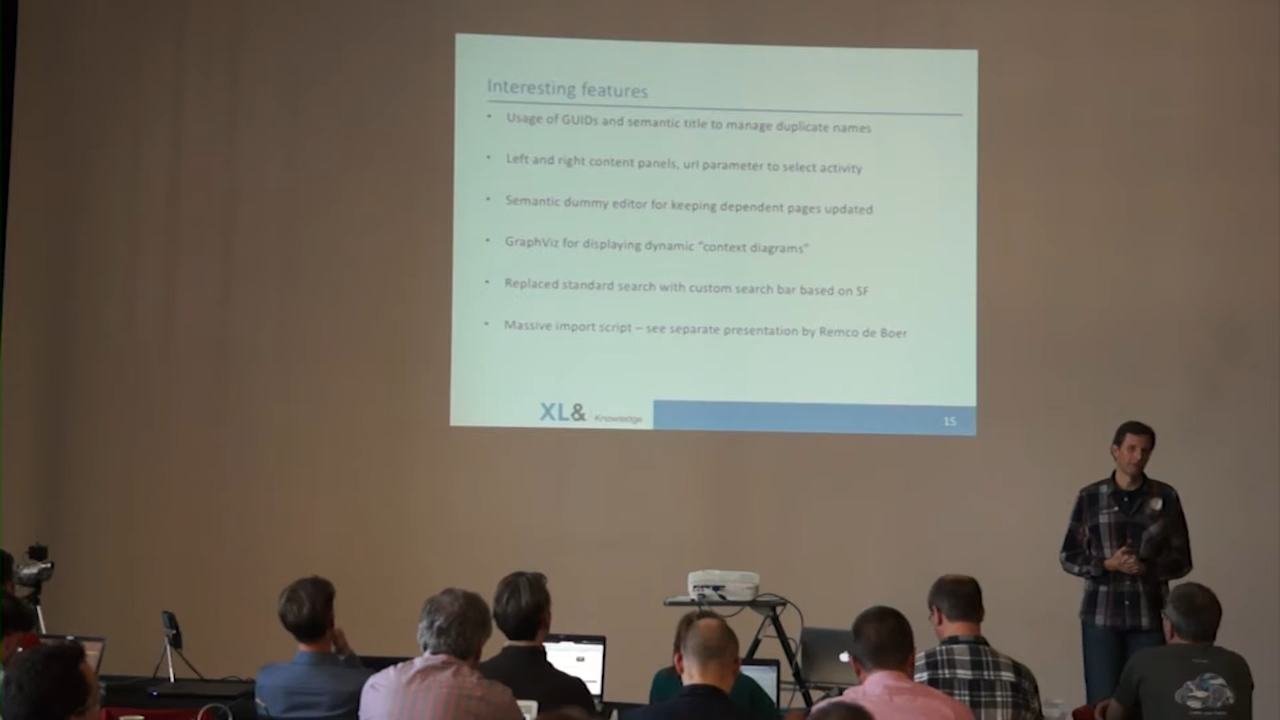 Interesting features
• Usage of GUIDs and semantic title to manage duplicate names
• Left and right content panels, url parameter to select activity
• Semantic dummy editor for keeping dependent pages updated
• GraphViz for displaying dynamic "context diagrams"
• Replaced standard search with custom search bar based on SF
• Massive import script – see separate presentation by Remco de Boer
XL& Knowledge
15